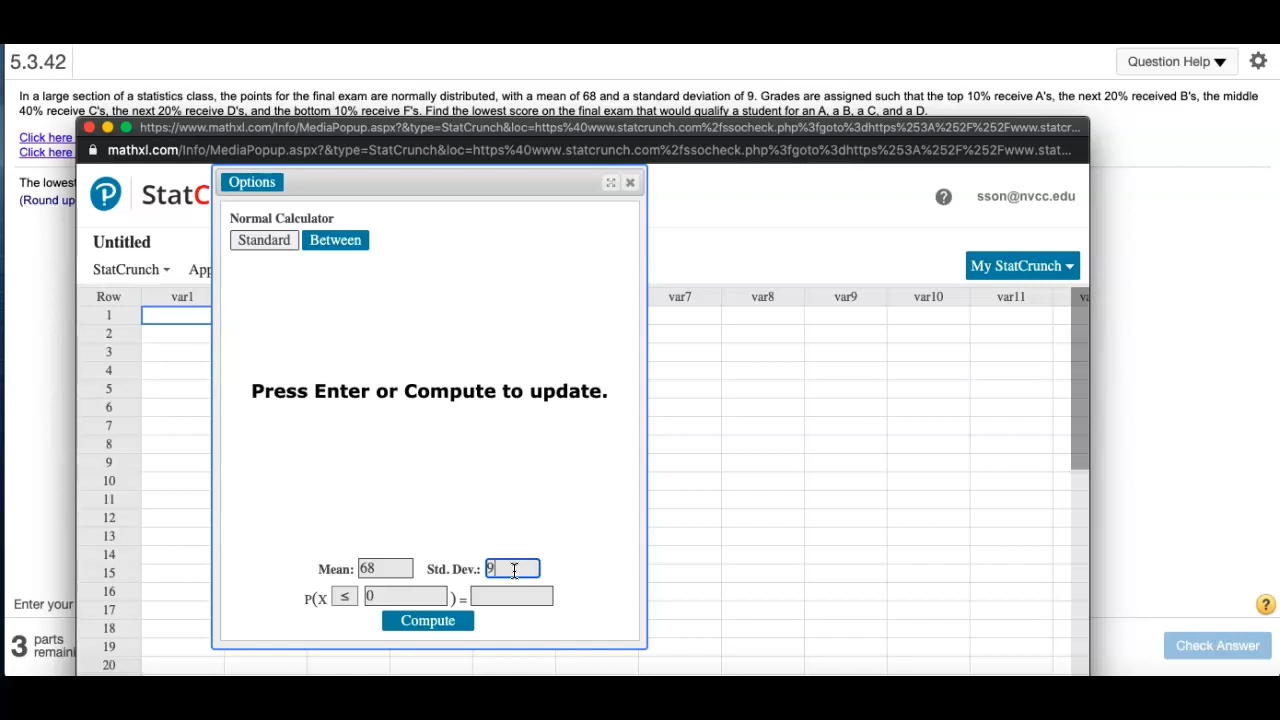 5.3.42
Question Help
In a large section of a statistics class, the points for the final exam are normally distributed, with a mean of 68 and a standard deviation of 9. Grades are assigned such that the top 10% receive A's, the next 20% received B's, the middle
40% receive C's, the next 20% receive D's, and the bottom 10% receive F's. Find the lowest score on the final exam that would qualify a student for an A, a B, a C, and a D.
Click here
Click here
https://www.mathxl.com/Info/MediaPopup.aspx?&type=StatCrunch&loc=https%40www.statcrunch.com%2fssocheck.php%3fgoto%3dhttps%253A%252F%252Fwww.statcr...
mathxl.com/Info/MediaPopup.aspx?&type=StatCrunch&loc=https%40www.statcrunch.com%2fssocheck.php%3fgoto%3dhttps%253A%252F%252Fwww.stat...
The lowest
(Round up
P
StatC
Options
? sson@nvcc.edu
Normal Calculator
Untitled
Standard Between
StatCrunch App
My StatCrunch
Row var1 var7 var8 var9 var10 var11 va
1
2
3
4
5
Press Enter or Compute to update.
6
7
8
9
10
11
12
13
14
15
16
17
18
19
20
Mean: 68 Std. Dev.: 9
P(X ≤ 0 ) =
Compute
Enter your
?
3 parts
remain
Check Answer